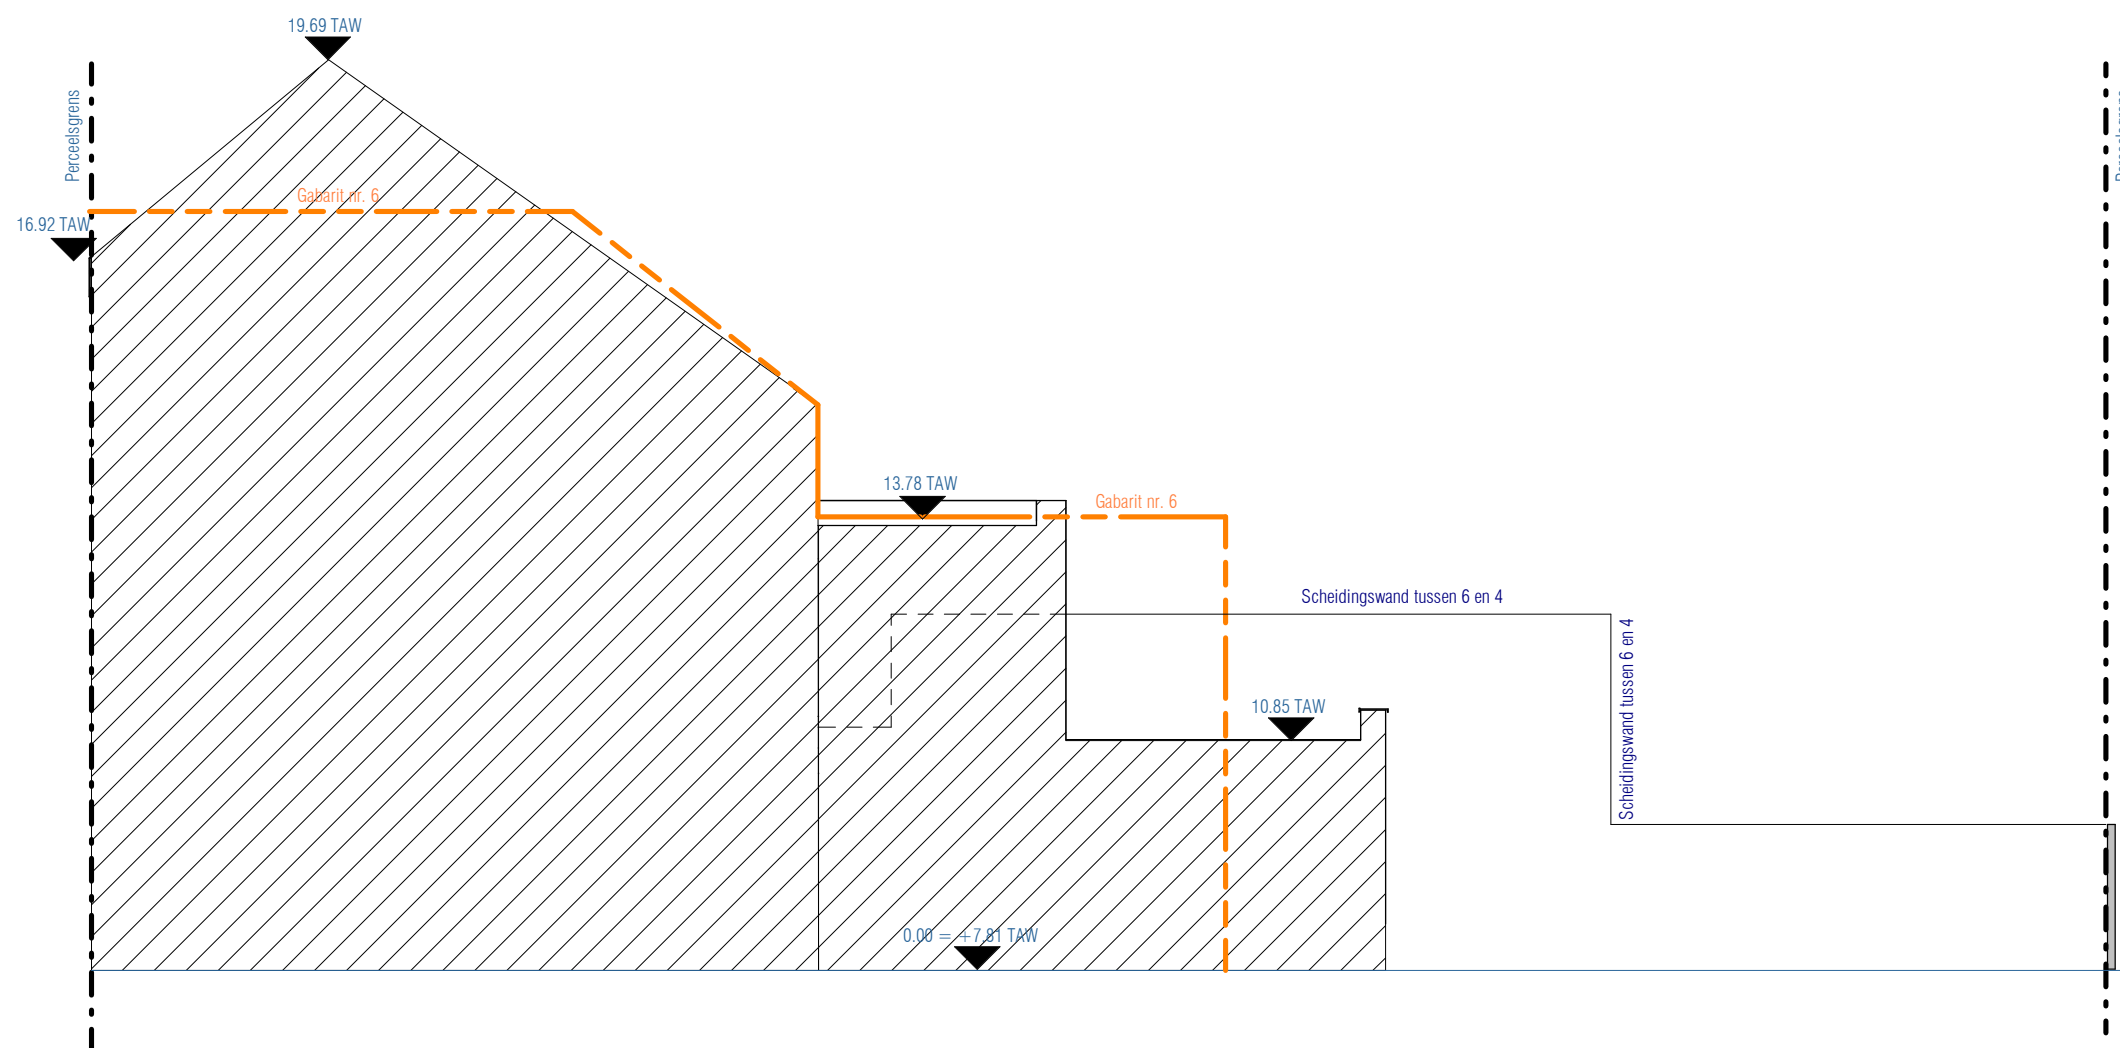 19.69 TAW
Perceelsgrens
Gabarit nr. 6
16.92 TAW
13.78 TAW
Gabarit nr. 6
Scheidingswand tussen 6 en 4
Scheidingswand tussen 6 en 4
10.85 TAW
0.00 = +7.81 TAW